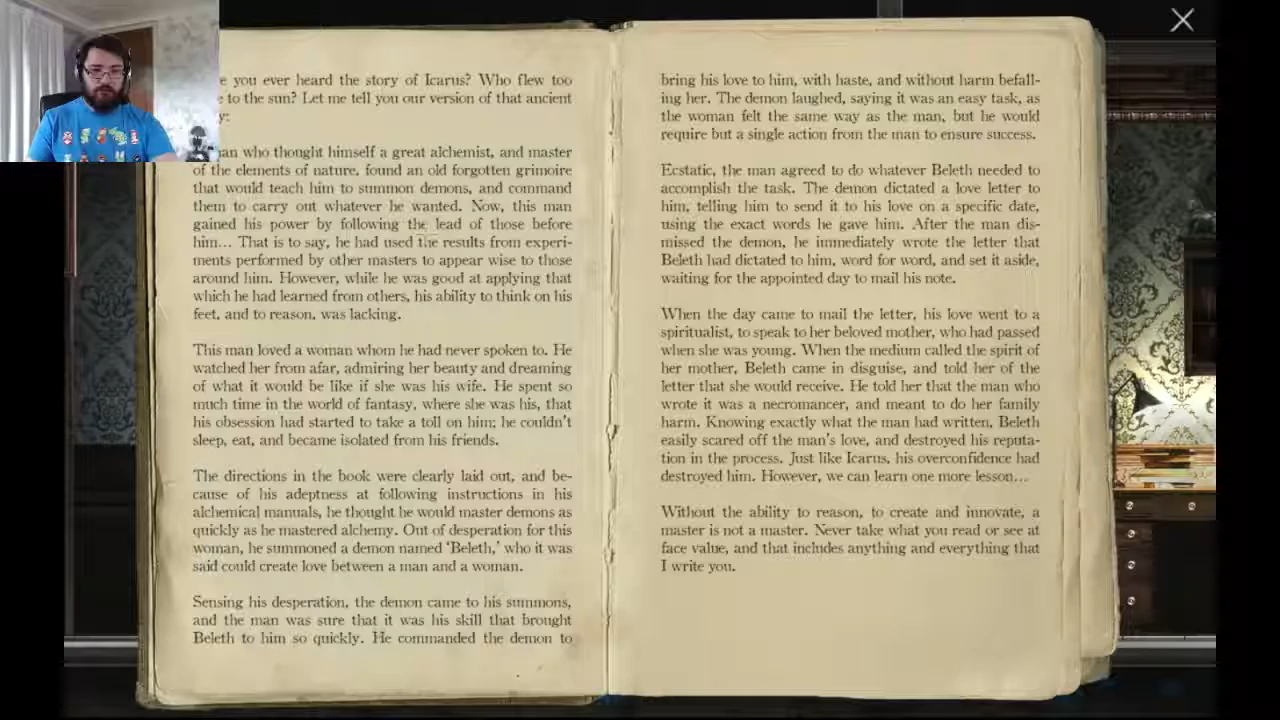 you ever heard the story of Icarus? Who flew too
to the sun? Let me tell you our version of that ancient
who thought himself a great alchemist, and master
of the elements of nature, found an old forgotten grimoire
that would teach him to summon demons, and command
them to carry out whatever he wanted. Now, this man
gained his power by following the lead of those before
him... That is to say, he had used the results from experi-
ments performed by other masters to appear wise to those
around him. However, while he was good at applying that
which he had learned from others, his ability to think on his
feet, and to reason, was lacking.
This man loved a woman whom he had never spoken to. He
watched her from afar, admiring her beauty and dreaming
of what it would be like if she was his wife. He spent so
much time in the world of fantasy, where she was his, that
his obsession had started to take a toll on him; he couldn't
sleep, eat, and became isolated from his friends.
The directions in the book were clearly laid out, and be-
cause of his adeptness at following instructions in his
alchemical manuals, he thought he would master demons as
quickly as he mastered alchemy. Out of desperation for this
woman, he summoned a demon named 'Beleth,' who it was
said could create love between a man and a woman.
Sensing his desperation, the demon came to his summons,
and the man was sure that it was his skill that brought
Beleth to him so quickly. He commanded the demon to
bring his love to him, with haste, and without harm befall-
ing her. The demon laughed, saying it was an easy task, as
the woman felt the same way as the man, but he would
require but a single action from the man to ensure success.
Ecstatic, the man agreed to do whatever Beleth needed to
accomplish the task. The demon dictated a love letter to
him, telling him to send it to his love on a specific date,
using the exact words he gave him. After the man dis-
missed the demon, he immediately wrote the letter that
Beleth had dictated to him, word for word, and set it aside,
waiting for the appointed day to mail his note.
When the day came to mail the letter, his love went to a
spiritualist, to speak to her beloved mother, who had passed
when she was young. When the medium called the spirit of
her mother, Beleth came in disguise, and told her of the
letter that she would receive. He told her that the man who
wrote it was a necromancer, and meant to do her family
harm. Knowing exactly what the man had written, Beleth
easily scared off the man's love, and destroyed his reputa-
tion in the process. Just like Icarus, his overconfidence had
destroyed him. However, we can learn one more lesson...
Without the ability to reason, to create and innovate, a
master is not a master. Never take what you read or see at
face value, and that includes anything and everything that
I write you.